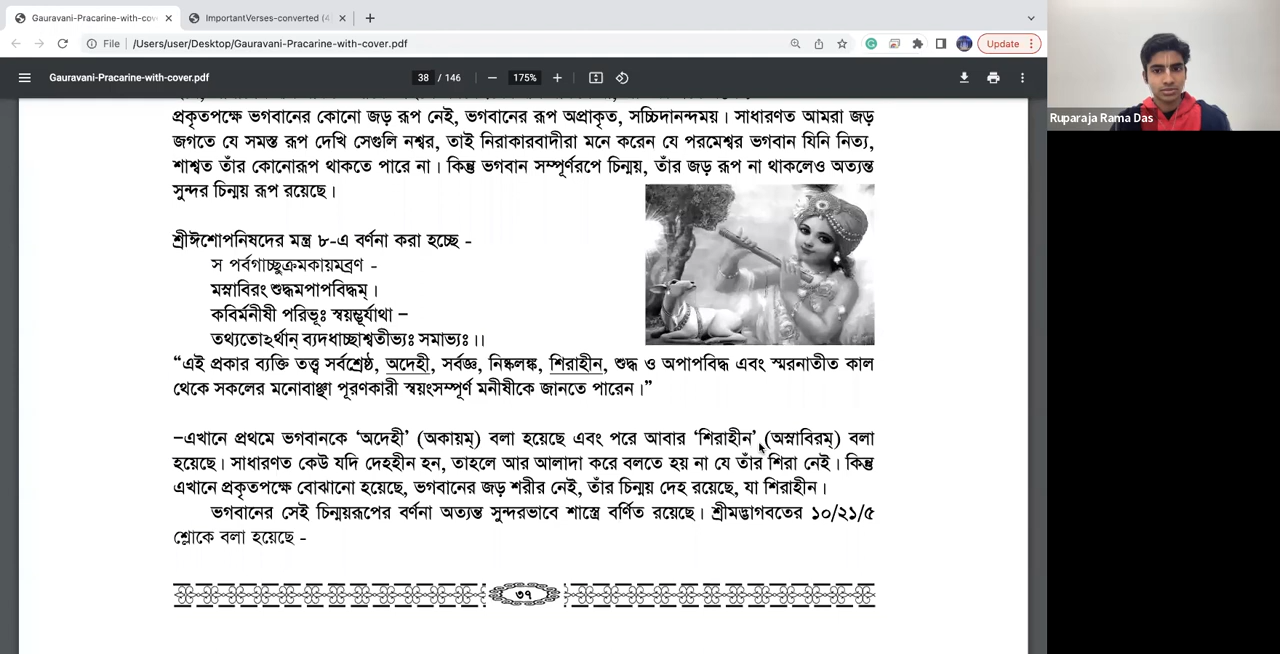 Gauravani-Pracarine-with-cov
ImportantVerses-converted (4
File
/Users/user/Desktop/Gauravani-Pracarine-with-cover.pdf
Update
Gauravani-Pracarine-with-cover.pdf
38 / 146
175%
Ruparaja Rama Das
প্রকৃতপক্ষে ভগবানের কোনো জড় রূপ নেই, ভগবানের রূপ অপ্রাকৃত, সচ্চিদানন্দময়। সাধারণত আমরা জড়
জগতে যে সমস্ত রূপ দেখি সেগুলি নশ্বর, তাই নিরাকারবাদীরা মনে করেন যে পরমেশ্বর ভগবান যিনি নিত্য,
শাশ্বত তাঁর কোনোরূপ থাকতে পারে না। কিন্তু ভগবান সম্পূর্ণরূপে চিন্ময়, তাঁর জড় রূপ না থাকলেও অত্যন্ত
সুন্দর চিন্ময় রূপ রয়েছে।
শ্রীঈশোপনিষদের মন্ত্র ৮-এ বর্ণনা করা হচ্ছে -
স পর্বগাচ্ছুক্রমকায়মব্রণ -
মস্নাবিরং শুদ্ধমপাপবিদ্ধম্।
কবির্মনীষী পরিভূঃ স্বয়ম্ভূর্যাথা –
তথ্যতোঽর্থান্ ব্যদধাচ্ছাশ্বতীভ্যঃ সমাভ্যঃ।।
“এই প্রকার ব্যক্তি তত্ত্ব সর্বশ্রেষ্ঠ, অদেহী, সর্বজ্ঞ, নিষ্কলঙ্ক, শিরাহীন, শুদ্ধ ও অপাপবিদ্ধ এবং স্মরনাতীত কাল
থেকে সকলের মনোবাঞ্ছা পূরণকারী স্বয়ংসম্পূর্ণ মনীষীকে জানতে পারেন।”
–এখানে প্রথমে ভগবানকে ‘অদেহী’ (অকায়ম্) বলা হয়েছে এবং পরে আবার ‘শিরাহীন’ (অস্নাবিরম্) বলা
হয়েছে। সাধারণত কেউ যদি দেহহীন হন, তাহলে আর আলাদা করে বলতে হয় না যে তাঁর শিরা নেই। কিন্তু
এখানে প্রকৃতপক্ষে বোঝানো হয়েছে, ভগবানের জড় শরীর নেই, তাঁর চিন্ময় দেহ রয়েছে, যা শিরাহীন।
ভগবানের সেই চিন্ময়রূপের বর্ণনা অত্যন্ত সুন্দরভাবে শাস্ত্রে বর্ণিত রয়েছে। শ্রীমদ্ভাগবতের ১০/২১/৫
শ্লোকে বলা হয়েছে -
৩৭